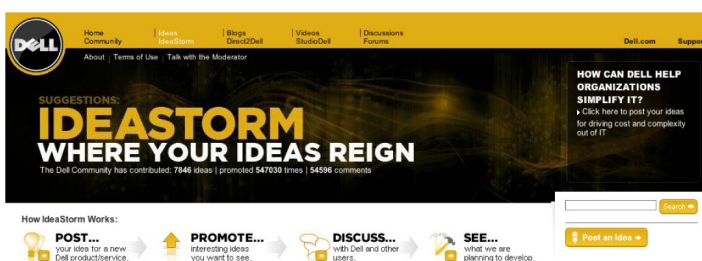 DELL
Home
Community
Ideas
IdeaStorm
Blogs
Direct2Dell
Videos
StudioDell
Discussions
Forums
Dell.com Suppor
About | Terms of Use | Talk with the Moderator
SUGGESTIONS:
IDEASTORM
WHERE YOUR IDEAS REIGN
The Dell Community has contributed: 7846 ideas | promoted 547030 times | 54596 comments
HOW CAN DELL HELP
ORGANIZATIONS
SIMPLIFY IT?
Click here to post your ideas
for driving cost and complexity
out of IT
Search
Post an Idea
How IdeaStorm Works:
POST...
your idea for a new
Dell product/service.
PROMOTE...
interesting ideas
you want to see.
DISCUSS...
with Dell and other
users.
SEE...
what we are
planning to develop.